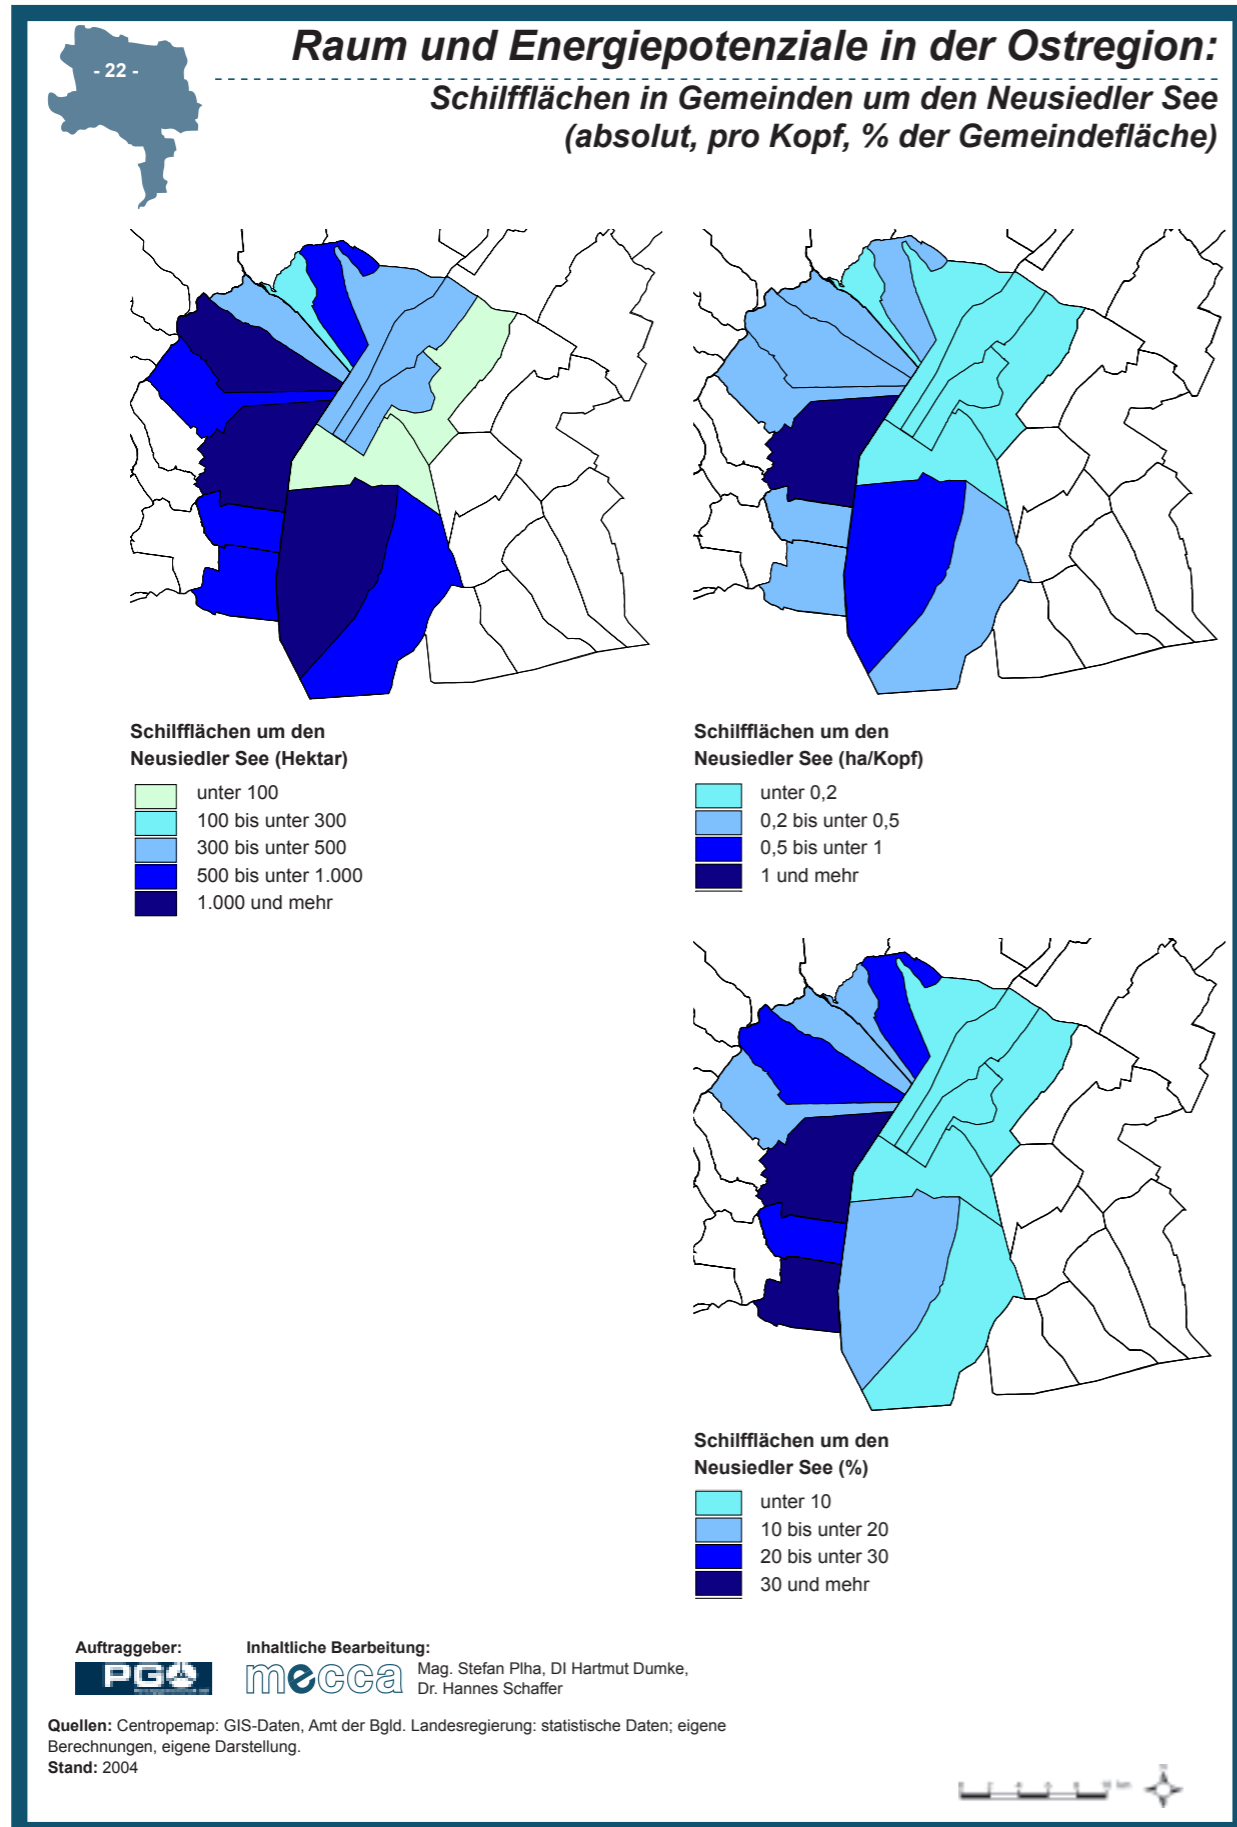 - 22 -
Raum und Energiepotenziale in der Ostregion:
Schilfflächen in Gemeinden um den Neusiedler See
(absolut, pro Kopf, % der Gemeindefläche)
Schilfflächen um den
Neusiedler See (Hektar)
unter 100
100 bis unter 300
300 bis unter 500
500 bis unter 1.000
1.000 und mehr
Schilfflächen um den
Neusiedler See (ha/Kopf)
unter 0,2
0,2 bis unter 0,5
0,5 bis unter 1
1 und mehr
Schilfflächen um den
Neusiedler See (%)
unter 10
10 bis unter 20
20 bis unter 30
30 und mehr
Auftraggeber:
PGO
Inhaltliche Bearbeitung:
mecca
Mag. Stefan Plha, DI Hartmut Dumke,
Dr. Hannes Schaffer
Quellen: Centropemap: GIS-Daten, Amt der Bgld. Landesregierung: statistische Daten; eigene
Berechnungen, eigene Darstellung.
Stand: 2004